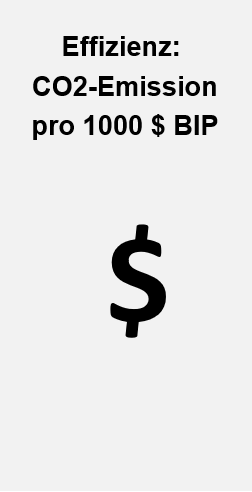 Effizienz:
CO2-Emission
pro 1000 $ BIP
$